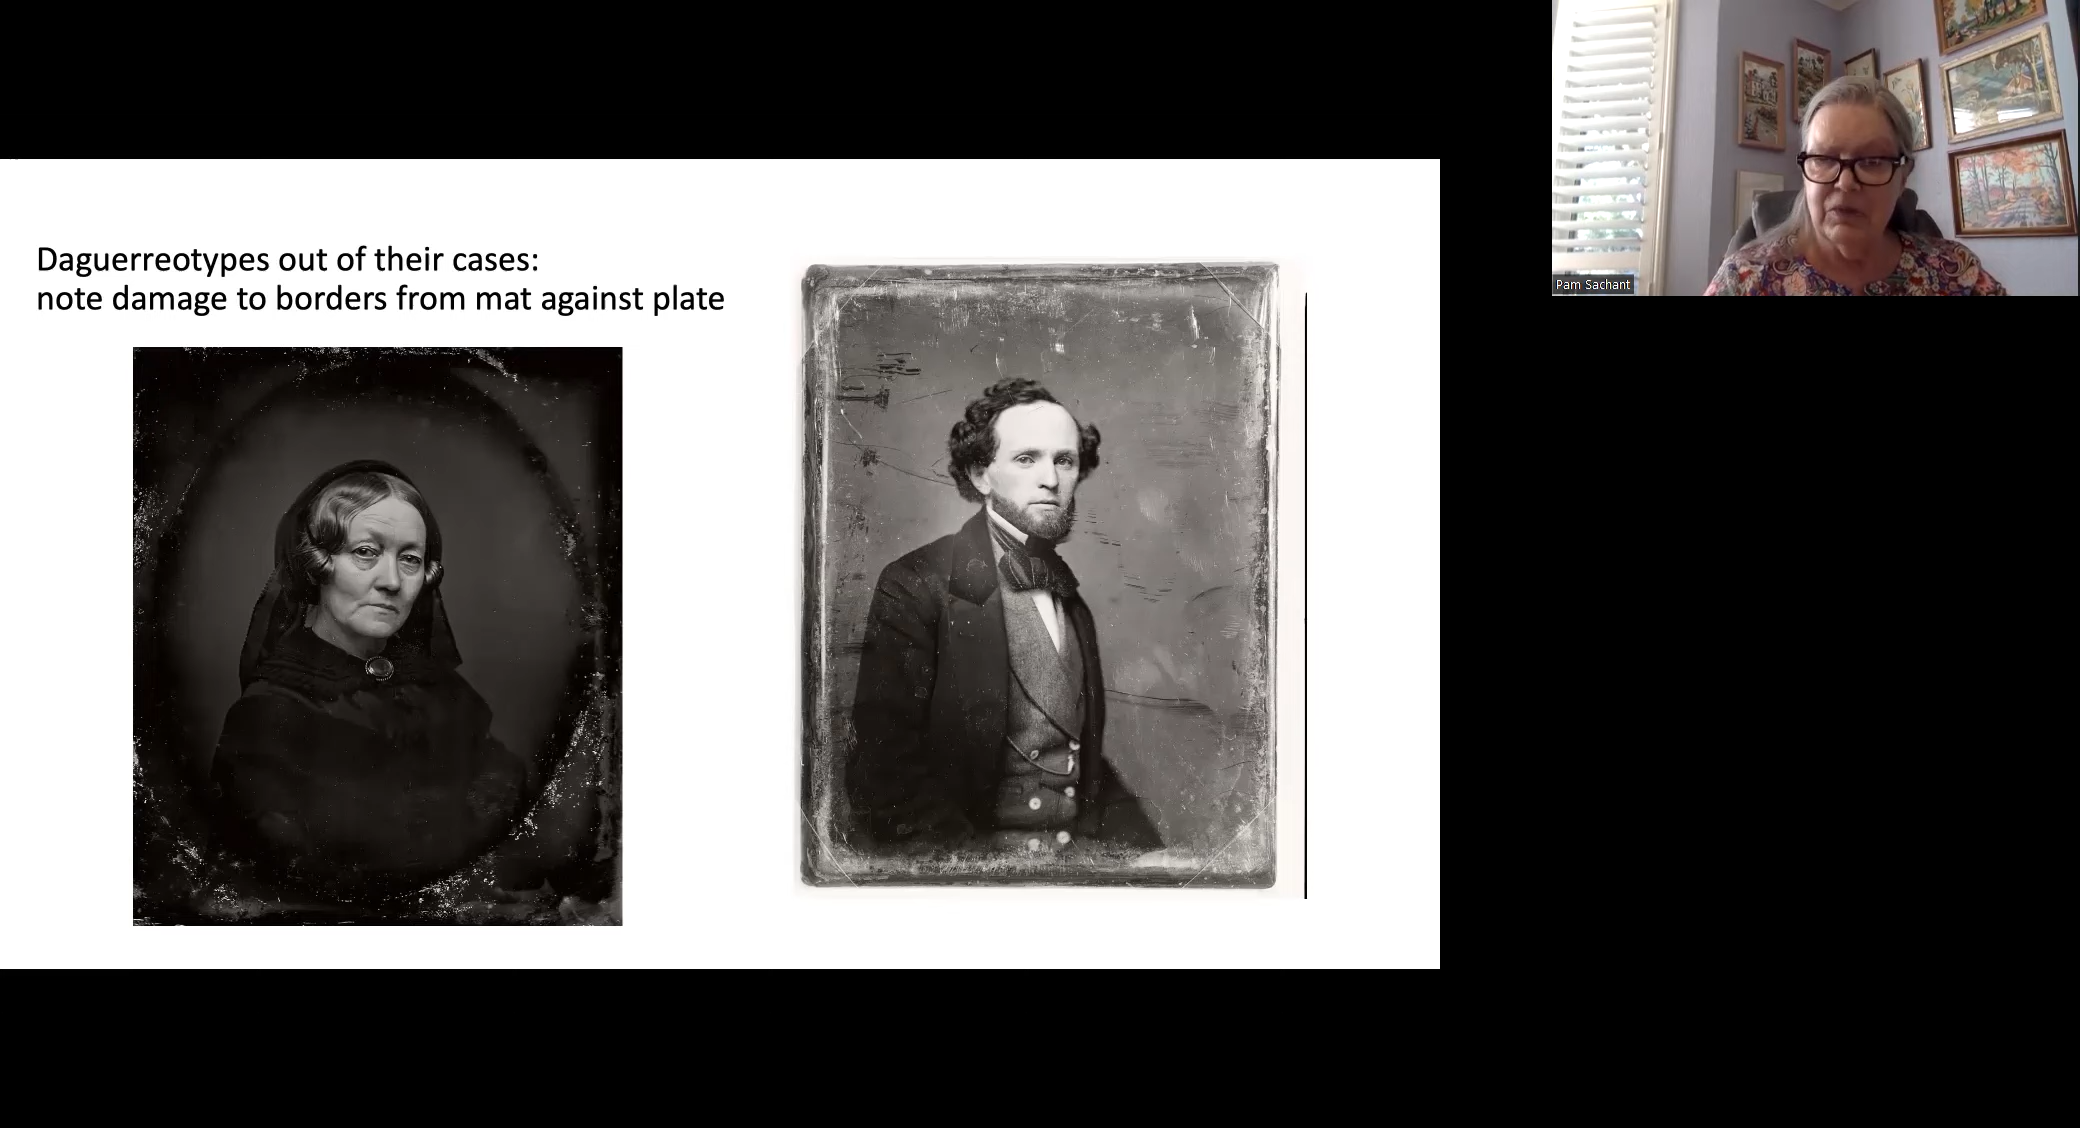 Daguerreotypes out of their cases:
note damage to borders from mat against plate
Pam Sachant